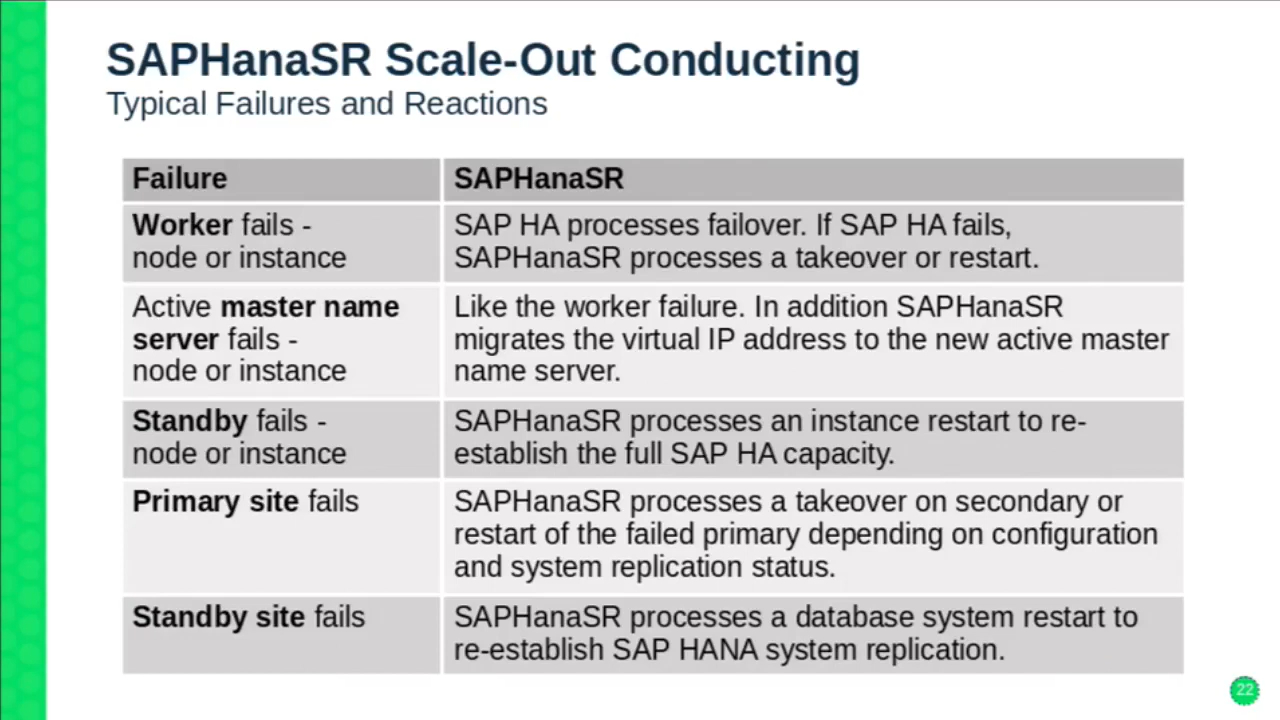 SAPHanaSR Scale-Out Conducting
Typical Failures and Reactions
Failure
SAPHanaSR
Worker fails -
node or instance
SAP HA processes failover. If SAP HA fails,
SAPHanaSR processes a takeover or restart.
Active master name
server fails -
node or instance
Like the worker failure. In addition SAPHanaSR
migrates the virtual IP address to the new active master
name server.
Standby fails -
node or instance
SAPHanaSR processes an instance restart to re-
establish the full SAP HA capacity.
Primary site fails
SAPHanaSR processes a takeover on secondary or
restart of the failed primary depending on configuration
and system replication status.
Standby site fails
SAPHanaSR processes a database system restart to
re-establish SAP HANA system replication.
22